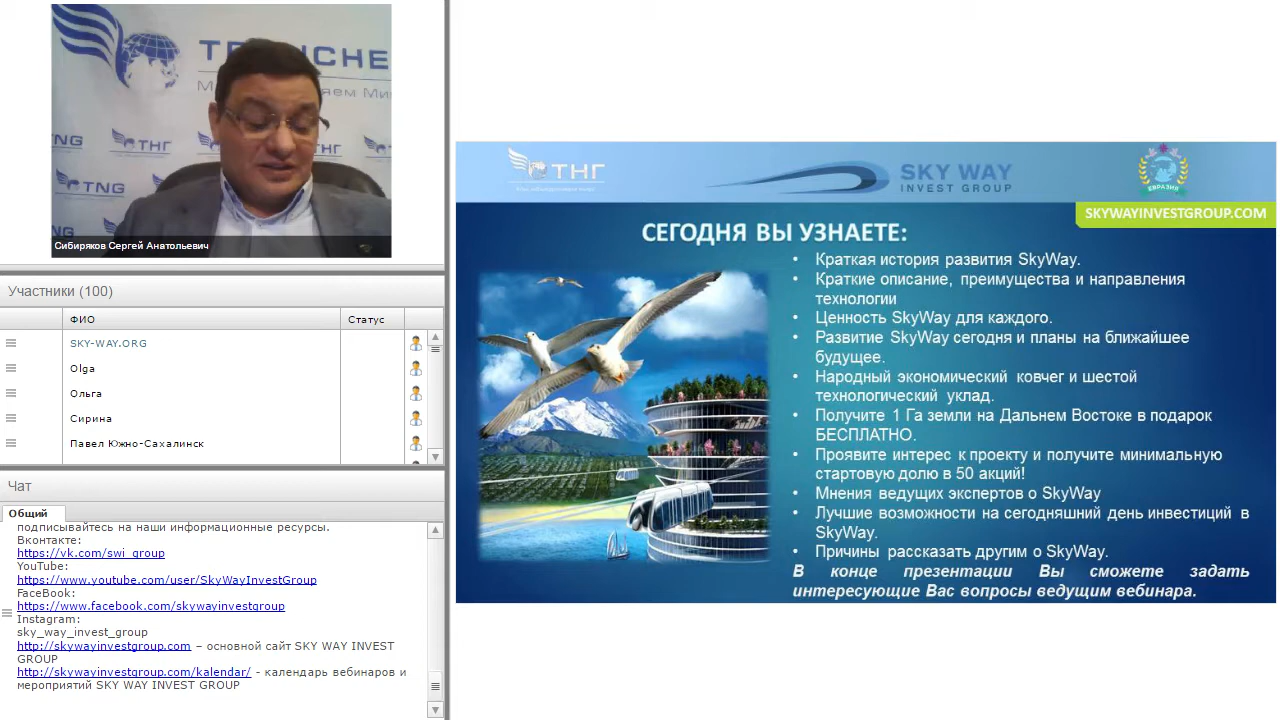 TNG
ТНГ
TNG
ТНГ
TNG
Сибиряков Сергей Анатольевич
Участники (100)
ФИО
Статус
SKY-WAY.ORG
Olga
Ольга
Сирина
Павел Южно-Сахалинск
Чат
Общий
подписывайтесь на наши информационные ресурсы.
Вконтакте:
https://vk.com/swi_group
YouTube:
https://www.youtube.com/user/SkyWayInvestGroup
FaceBook:
https://www.facebook.com/skywayinvestgroup
Instagram:
sky_way_invest_group
http://skywayinvestgroup.com – основной сайт SKY WAY INVEST
GROUP
http://skywayinvestgroup.com/kalendar/ - календарь вебинаров и
мероприятий SKY WAY INVEST GROUP
ТНГ
SKY WAY
INVEST GROUP
ЕВРАЗИЯ
SKYWAYINVESTGROUP.COM
СЕГОДНЯ ВЫ УЗНАЕТЕ:
• Краткая история развития SkyWay.
• Краткие описание, преимущества и направления
технологии
• Ценность SkyWay для каждого.
• Развитие SkyWay сегодня и планы на ближайшее
будущее.
• Народный экономический ковчег и шестой
технологический уклад.
• Получите 1 Га земли на Дальнем Востоке в подарок
БЕСПЛАТНО.
• Проявите интерес к проекту и получите минимальную
стартовую долю в 50 акций!
• Мнения ведущих экспертов о SkyWay
• Лучшие возможности на сегодняшний день инвестиций в
SkyWay.
• Причины рассказать другим о SkyWay.
В конце презентации Вы сможете задать
интересующие Вас вопросы ведущим вебинара.